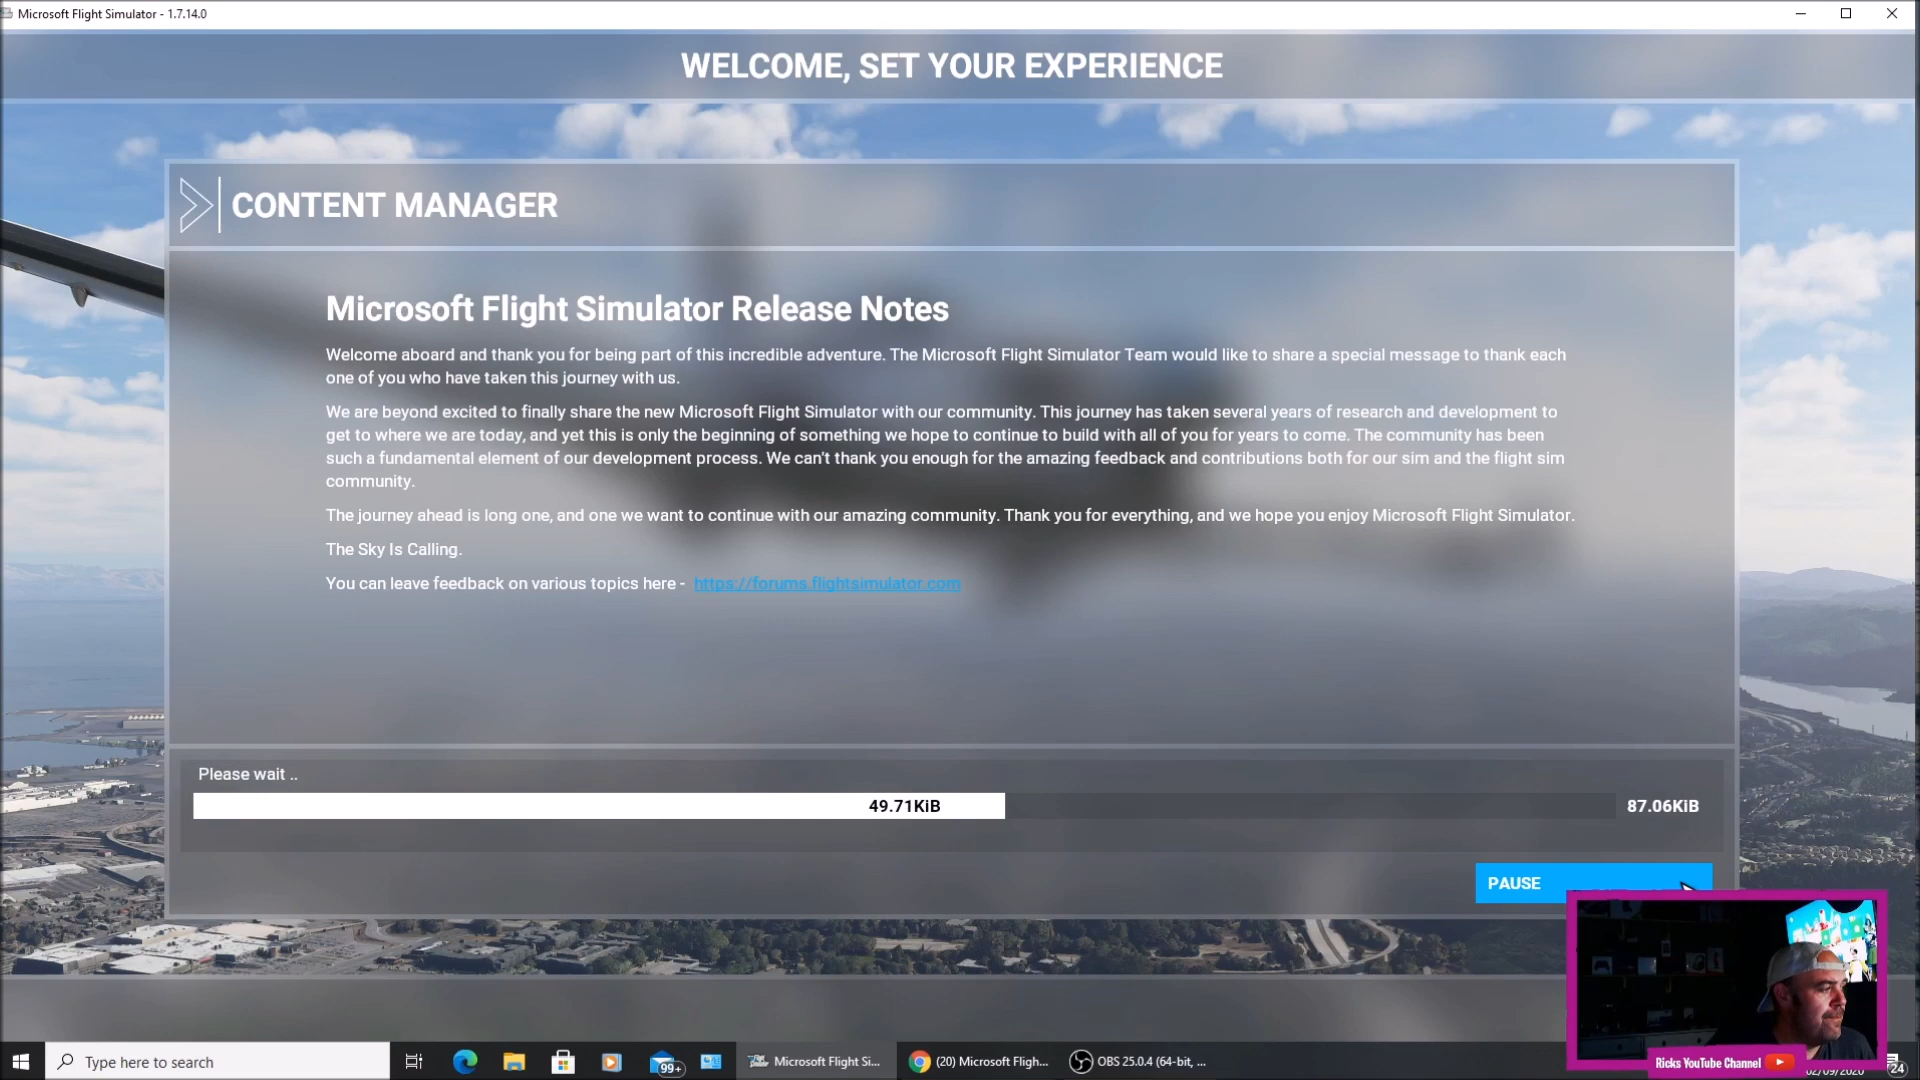 Microsoft Flight Simulator - 1.7.14.0
WELCOME, SET YOUR EXPERIENCE
CONTENT MANAGER
Microsoft Flight Simulator Release Notes
Welcome aboard and thank you for being part of this incredible adventure. The Microsoft Flight Simulator Team would like to share a special message to thank each
one of you who have taken this journey with us.
We are beyond excited to finally share the new Microsoft Flight Simulator with our community. This journey has taken several years of research and development to
get to where we are today, and yet this is only the beginning of something we hope to continue to build with all of you for years to come. The community has been
such a fundamental element of our development process. We can't thank you enough for the amazing feedback and contributions both for our sim and the flight sim
community.
The journey ahead is long one, and one we want to continue with our amazing community. Thank you for everything, and we hope you enjoy Microsoft Flight Simulator.
The Sky Is Calling.
You can leave feedback on various topics here - https://forums.flightsimulator.com
Please wait ..
49.71KiB
87.06KiB
PAUSE
Type here to search
99+
Microsoft Flight Si...
(20) Microsoft Fligh...
OBS 25.0.4 (64-bit, ...
Ricks YouTube Channel
02/09/2020
24